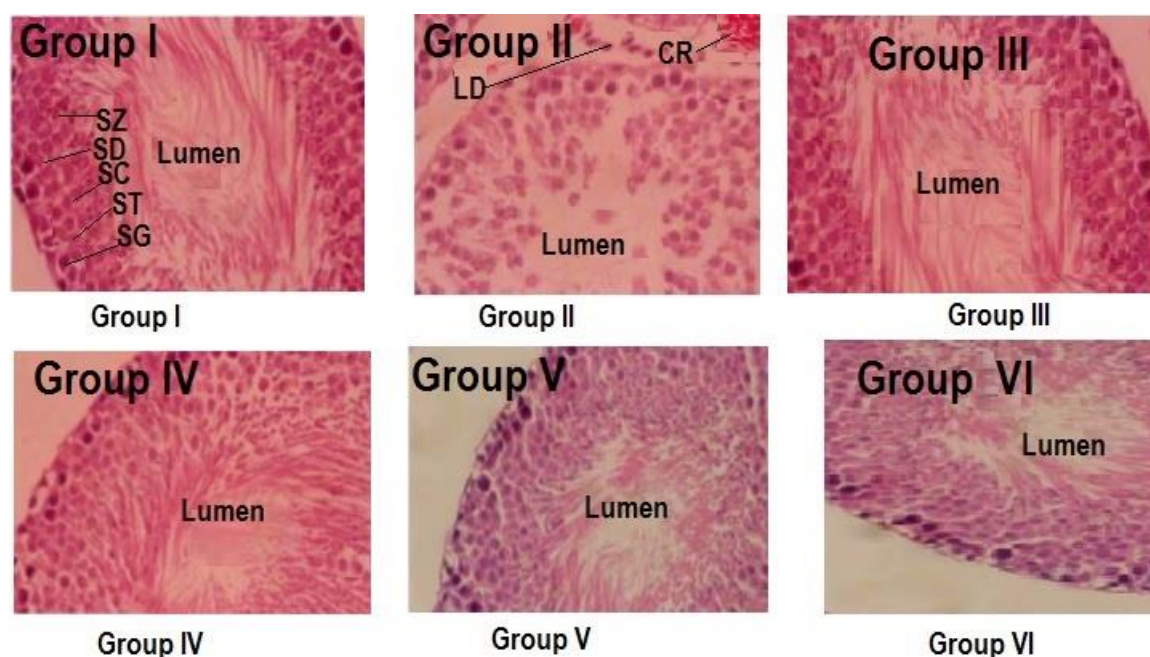 Group I
SZ
SD
Lumen
SC
ST
SG
Group I
Group II
CR
LD
Lumen
Group II
Group III
Lumen
Group III
Group IV
Lumen
Group IV
Group V
Lumen
Group V
Group VI
Lumen
Group VI